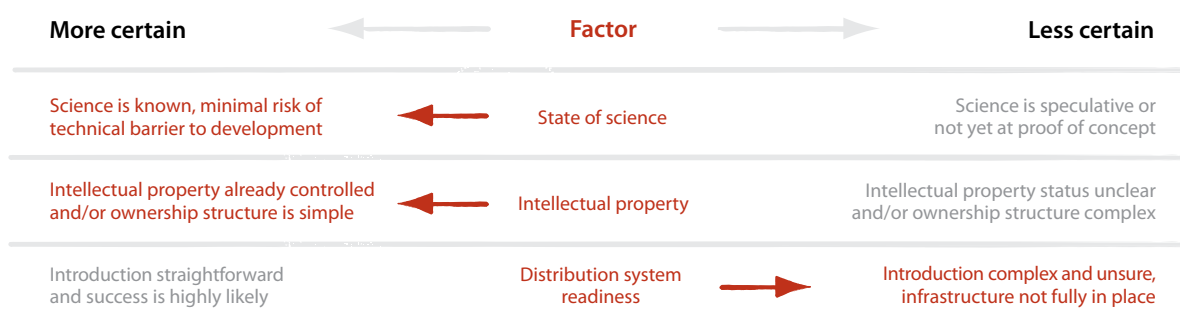 More certain
Factor
Less certain
Science is known, minimal risk of
technical barrier to development
State of science
Science is speculative or
not yet at proof of concept
Intellectual property already controlled
and/or ownership structure is simple
Intellectual property
Intellectual property status unclear
and/or ownership structure complex
Introduction straightforward
and success is highly likely
Distribution system
readiness
Introduction complex and unsure,
infrastructure not fully in place